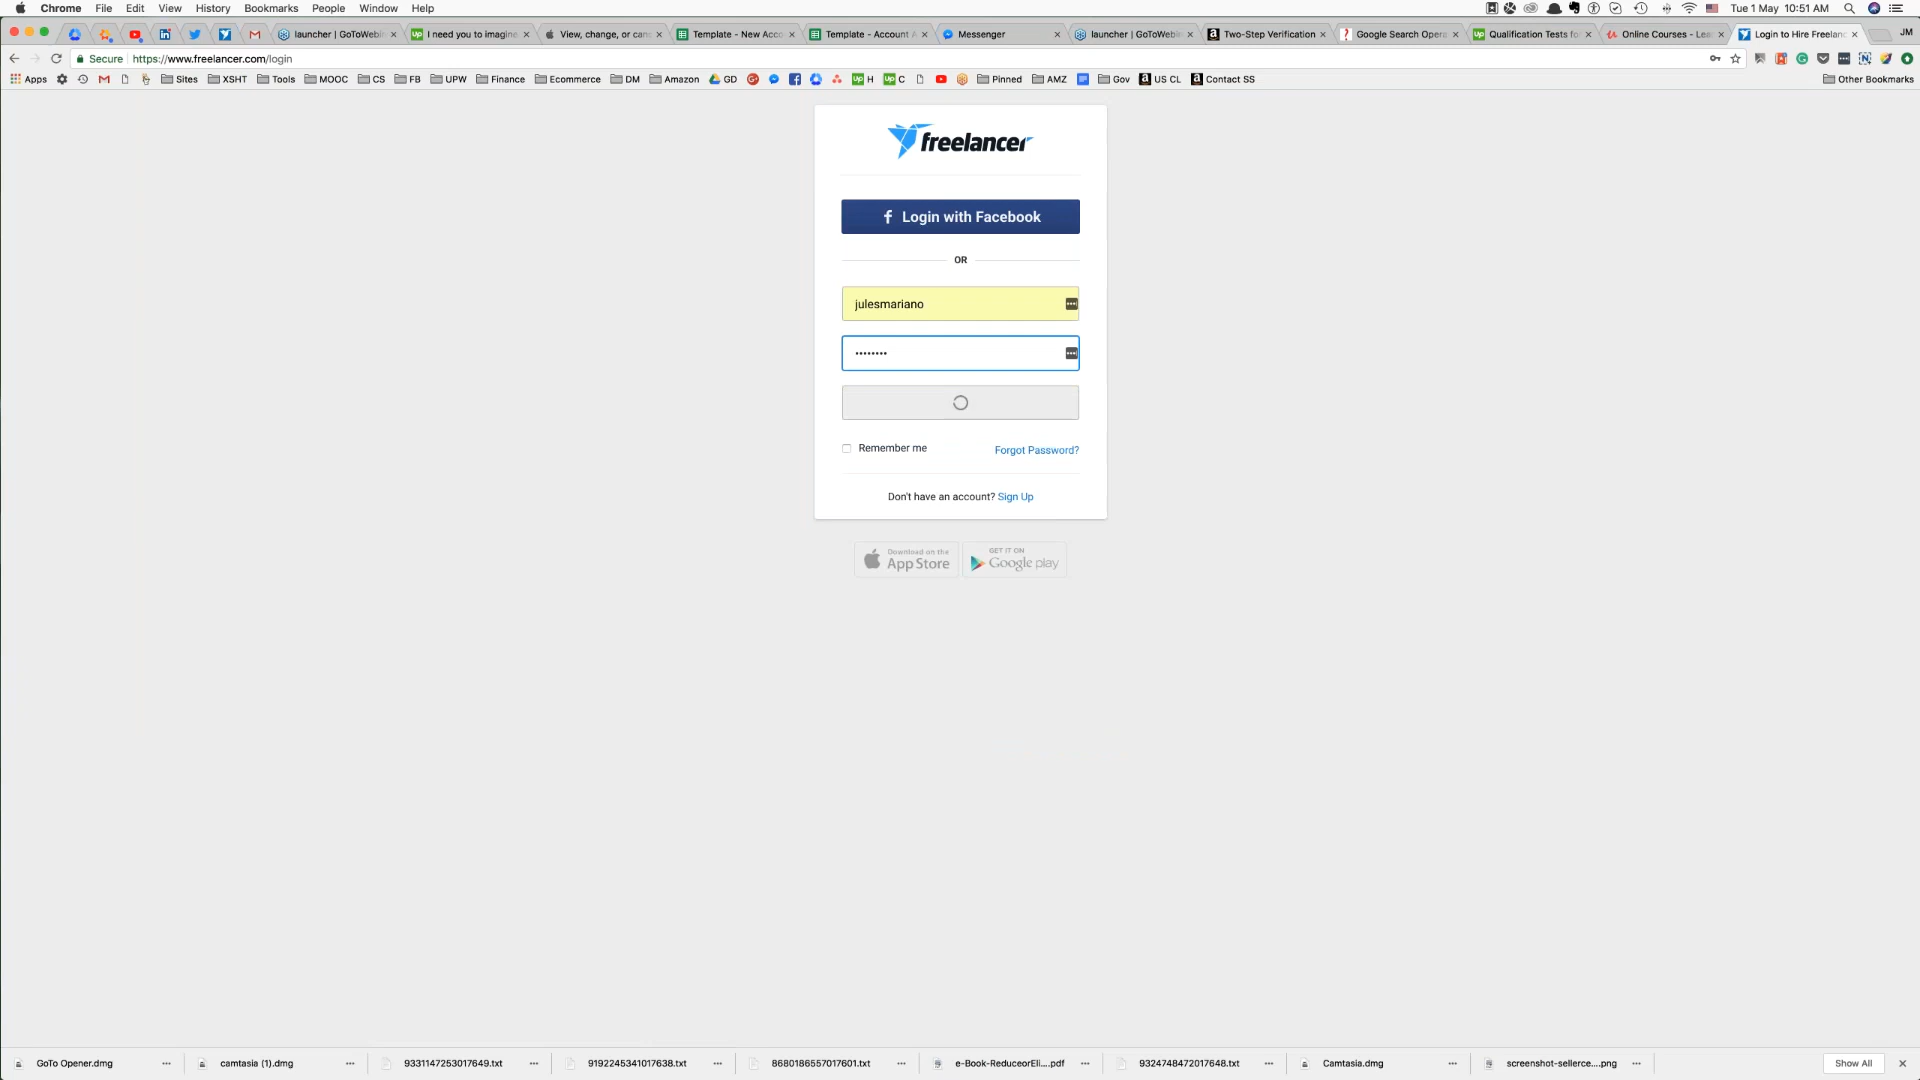 Chrome File Edit View History Bookmarks People Window Help
Tue 1 May 10:51 AM
launcher | GoToWebin
I need you to imagine
View, change, or can
Template - New Acco
Template - Account A
Messenger
launcher | GoToWebin
Two-Step Verification
Google Search Opera
Qualification Tests fo
Online Courses - Lea
Login to Hire Freelanc
JM
Secure https://www.freelancer.com/login
Apps Sites XSHT Tools MOOC CS FB UPW Finance Ecommerce DM Amazon GD H C Pinned AMZ Gov US CL Contact SS Other Bookmarks
freelancer
f Login with Facebook
OR
julesmariano
••••••••
Remember me
Forgot Password?
Don't have an account? Sign Up
Download on the
App Store
GET IT ON
Google play
GoTo Opener.dmg
camtasia (1).dmg
9331147253017649.txt
9192245341017638.txt
8680186557017601.txt
e-Book-ReduceorEli....pdf
9324748472017648.txt
Camtasia.dmg
screenshot-sellerce....png
Show All